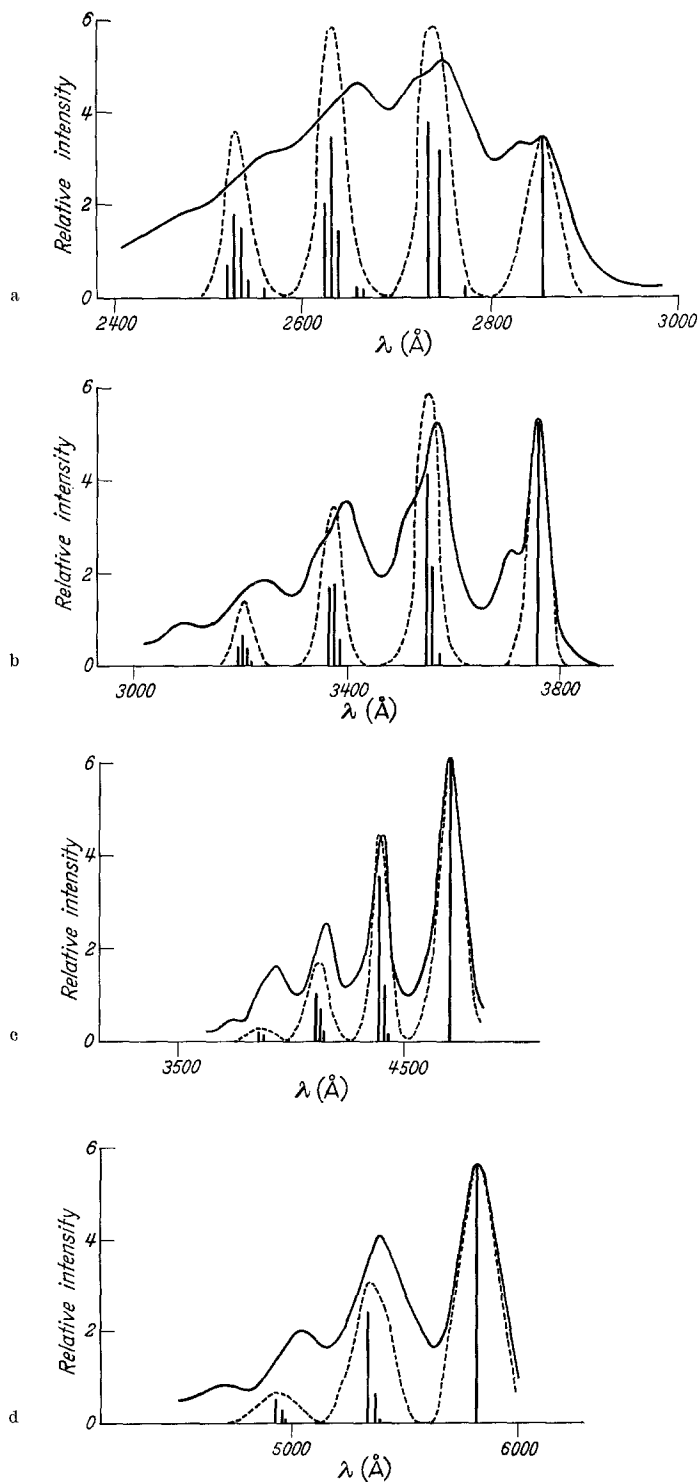 6
4
2
0
Relative intensity
a
2400
2600
2800
3000
λ (Å)
6
4
2
0
Relative intensity
b
3000
3400
3800
λ (Å)
6
4
2
0
Relative intensity
c
3500
4500
λ (Å)
6
4
2
0
Relative intensity
d
5000
6000
λ (Å)